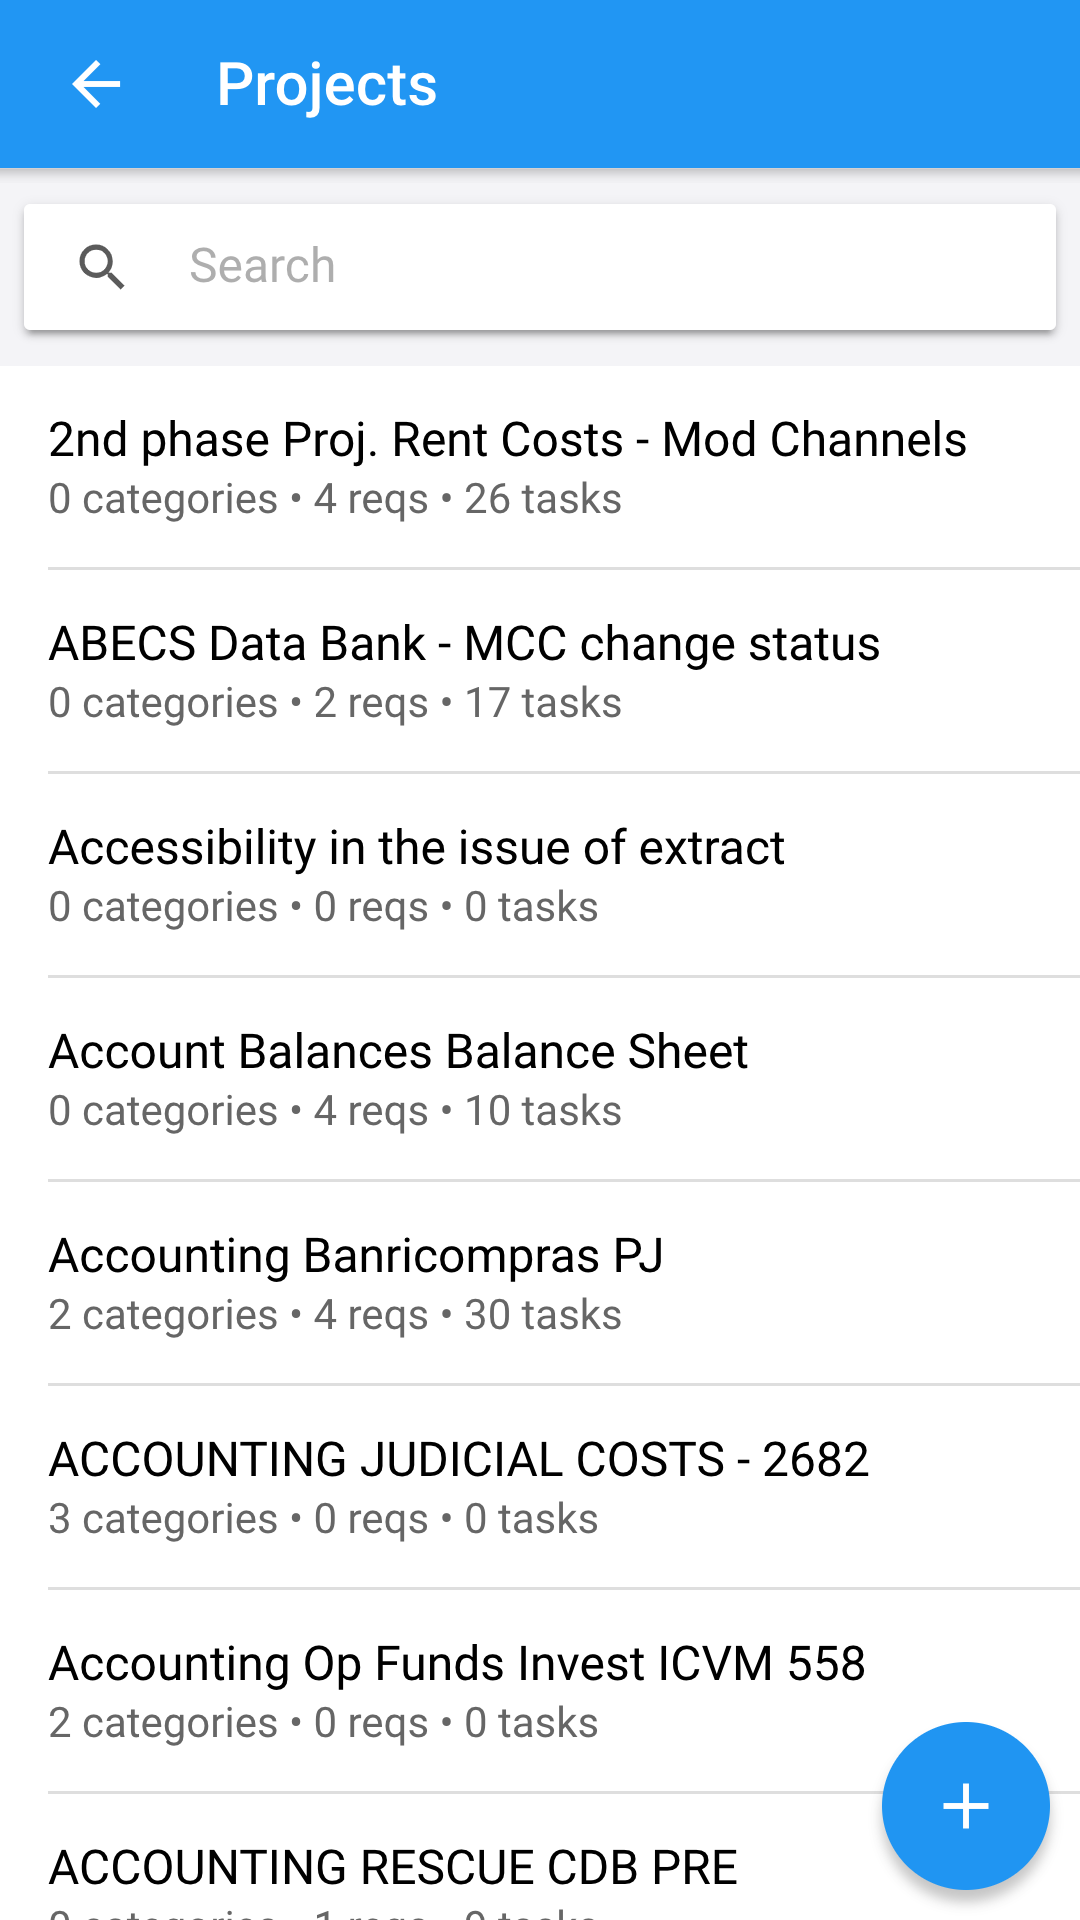 Projects
Search
2nd phase Proj. Rent Costs - Mod Channels
0 categories • 4 reqs • 26 tasks
ABECS Data Bank - MCC change status
0 categories • 2 reqs • 17 tasks
Accessibility in the issue of extract
0 categories • 0 reqs • 0 tasks
Account Balances Balance Sheet
0 categories • 4 reqs • 10 tasks
Accounting Banricompras PJ
2 categories • 4 reqs • 30 tasks
ACCOUNTING JUDICIAL COSTS - 2682
3 categories • 0 reqs • 0 tasks
Accounting Op Funds Invest ICVM 558
2 categories • 0 reqs • 0 tasks
ACCOUNTING RESCUE CDB PRE
categories • 1 reqs • tasks